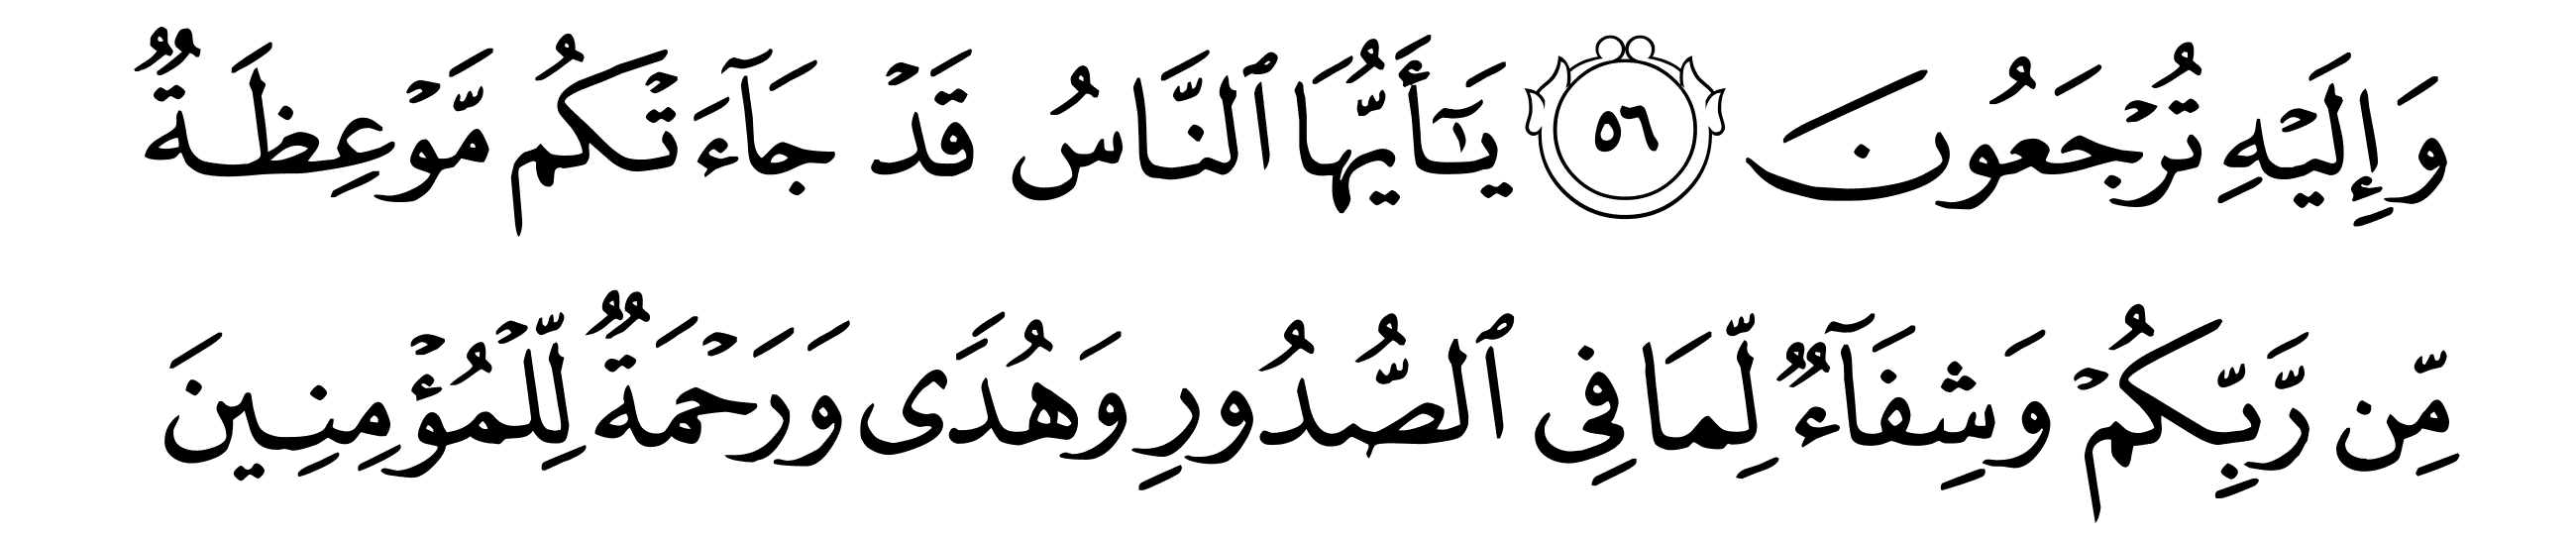 وَإِلَيْهِ تُرْجَعُونَ ٥٦ يَـٰٓأَيُّهَا ٱلنَّاسُ قَدْ جَآءَتْكُم مَّوْعِظَةٌ
مِّن رَّبِّكُمْ وَشِفَآءٌ لِّمَا فِى ٱلصُّدُورِ وَهُدًى وَرَحْمَةٌ لِّلْمُؤْمِنِينَ